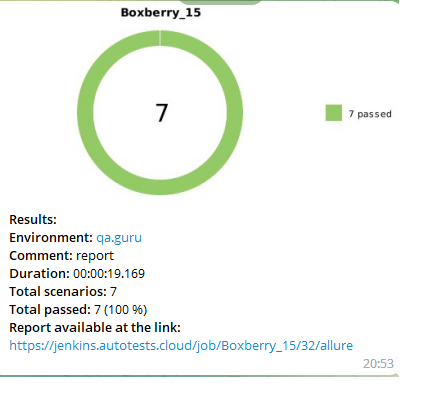 Boxberry_15
7
7 passed
Results:
Environment: qa.guru
Comment: report
Duration: 00:00:19.169
Total scenarios: 7
Total passed: 7 (100 %)
Report available at the link:
https://jenkins.autotests.cloud/job/Boxberry_15/32/allure
20:53